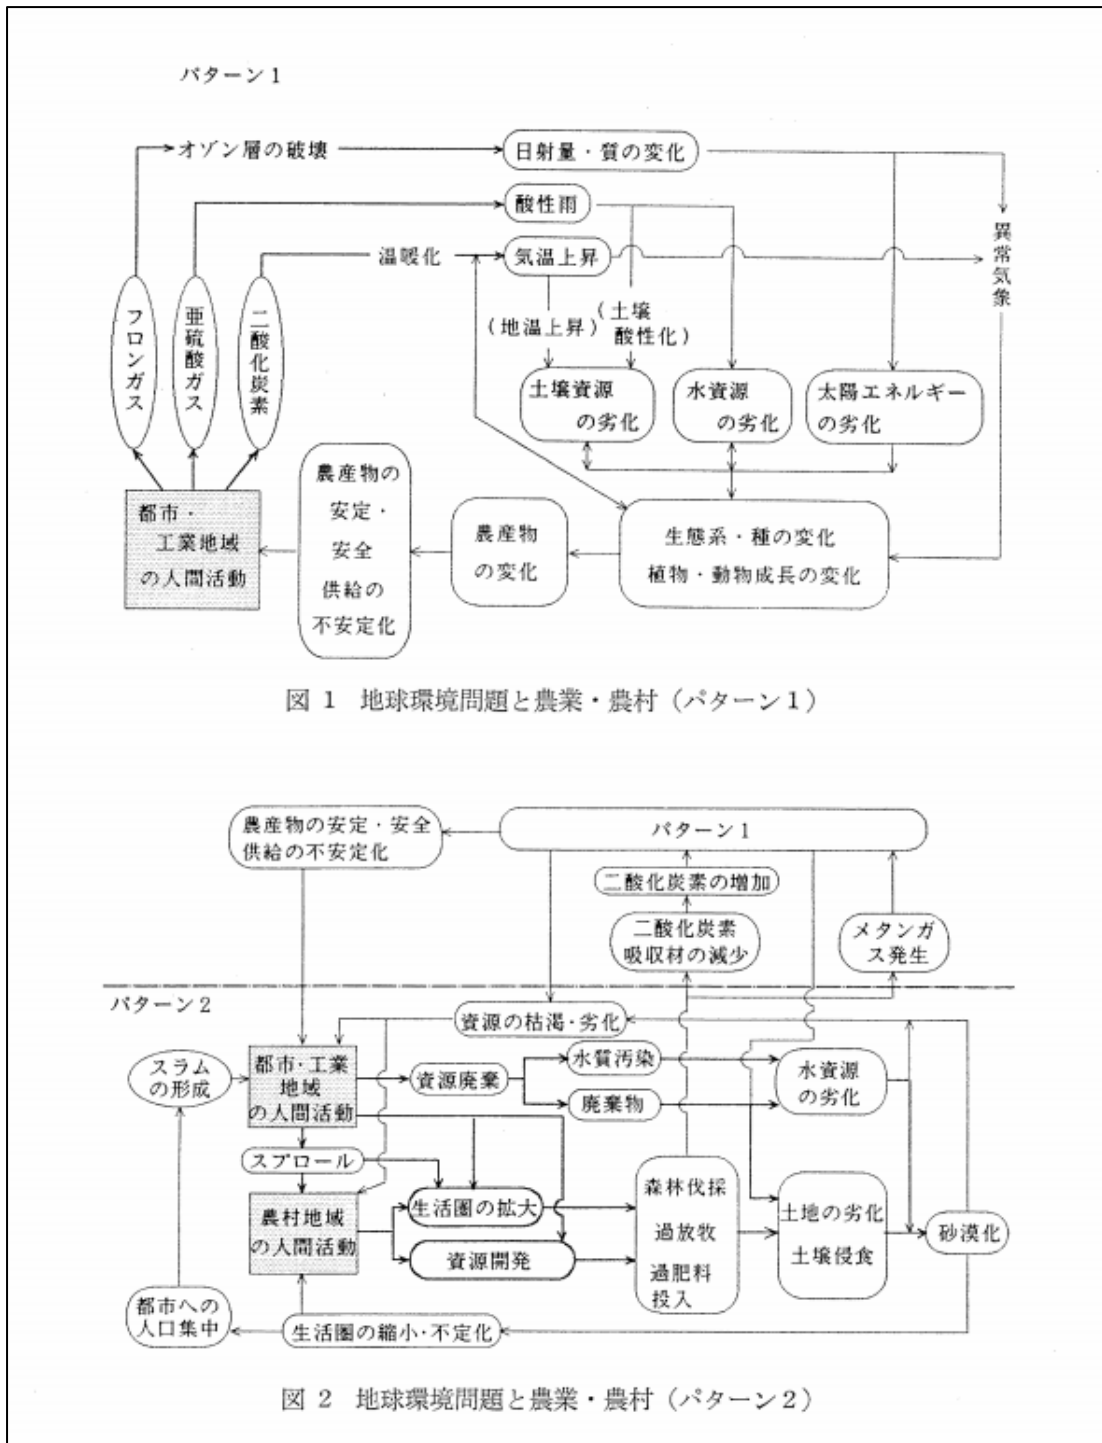 パターン1
オゾン層の破壊
日射量・質の変化
酸性雨
温暖化
気温上昇
異常気象
フロンガス
亜硫酸ガス
二酸化炭素
(地温上昇)
(土壌
酸性化)
土壌資源
の劣化
水資源
の劣化
太陽エネルギー
の劣化
都市・
工業地域
の人間活動
農産物の
安定・
安全
供給の
不安定化
農産物
の変化
生態系・種の変化
植物・動物成長の変化
図 1 地球環境問題と農業・農村(パターン1)
農産物の安定・安全
供給の不安定化
パターン1
二酸化炭素の増加
二酸化炭素
吸収材の減少
メタンガ
ス発生
パターン2
資源の枯渇・劣化
スラム
の形成
都市・工業
地域
の人間活動
資源廃棄
水質汚染
廃棄物
水資源
の劣化
スプロール
農村地域
の人間活動
生活圏の拡大
資源開発
森林伐採
過放牧
過肥料
投入
土地の劣化
土壌侵食
砂漠化
都市への
人口集中
生活圏の縮小・不定化
図 2 地球環境問題と農業・農村(パターン2)